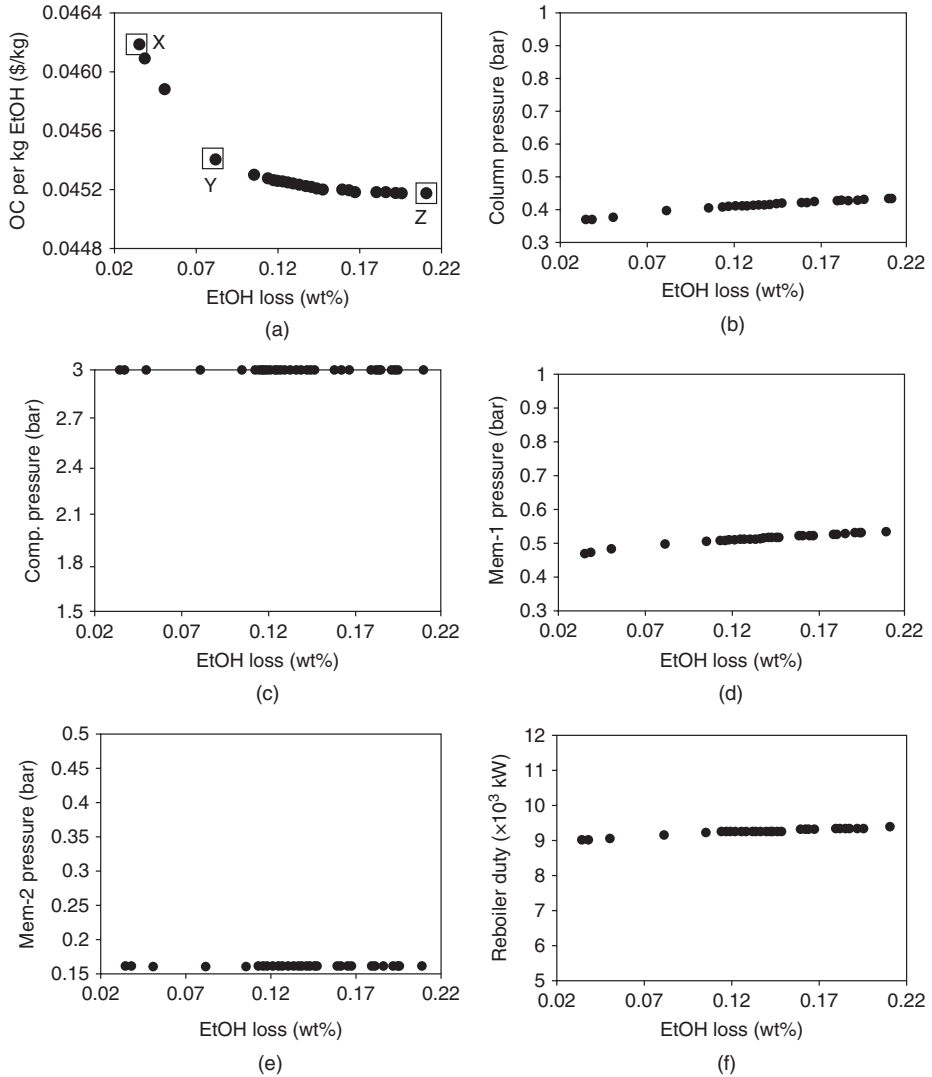 OC per kg EtOH ($/kg)
0.0464
0.0460
0.0456
0.0452
0.0448
X
Y
Z
0.02 0.07 0.12 0.17 0.22
EtOH loss (wt%)
(a)
Column pressure (bar)
1
0.9
0.8
0.7
0.6
0.5
0.4
0.3
0.02 0.07 0.12 0.17 0.22
EtOH loss (wt%)
(b)
Comp. pressure (bar)
3
2.7
2.4
2.1
1.8
1.5
0.02 0.07 0.12 0.17 0.22
EtOH loss (wt%)
(c)
Mem-1 pressure (bar)
1
0.9
0.8
0.7
0.6
0.5
0.4
0.3
0.02 0.07 0.12 0.17 0.22
EtOH loss (wt%)
(d)
Mem-2 pressure (bar)
0.5
0.45
0.4
0.35
0.3
0.25
0.2
0.15
0.02 0.07 0.12 0.17 0.22
EtOH loss (wt%)
(e)
Reboiler duty (×10³ kW)
12
11
10
9
8
7
6
5
0.02 0.07 0.12 0.17 0.22
EtOH loss (wt%)
(f)